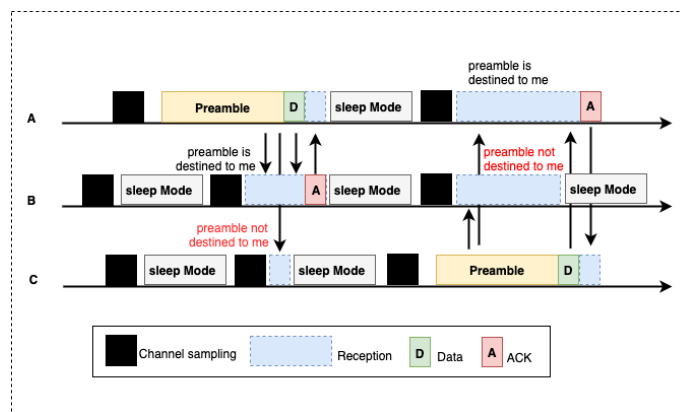 preamble is
destined to me
A
Preamble
D
sleep Mode
A
preamble is
destined to me
preamble not
destined to me
B
sleep Mode
A
sleep Mode
sleep Mode
preamble not
destined to me
C
sleep Mode
sleep Mode
Preamble
D
Channel sampling
Reception
D
Data
A
ACK